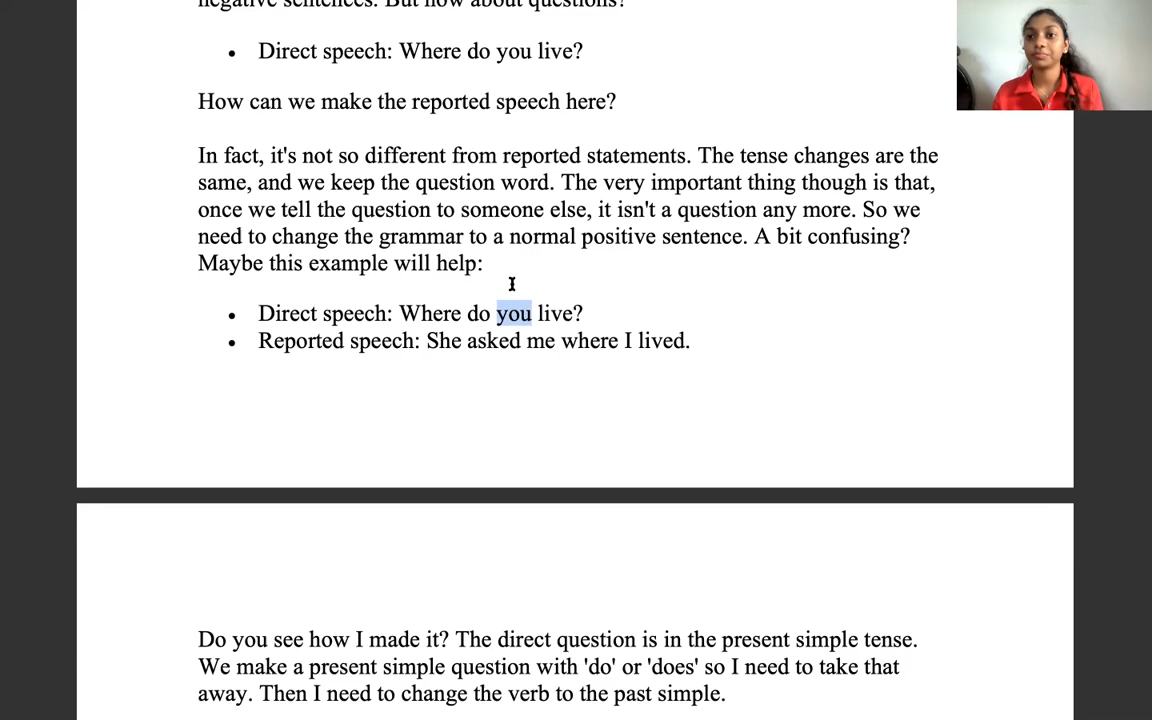 negative sentences. But how about questions?
• Direct speech: Where do you live?
How can we make the reported speech here?
In fact, it's not so different from reported statements. The tense changes are the
same, and we keep the question word. The very important thing though is that,
once we tell the question to someone else, it isn't a question any more. So we
need to change the grammar to a normal positive sentence. A bit confusing?
Maybe this example will help:
• Direct speech: Where do you live?
• Reported speech: She asked me where I lived.
Do you see how I made it? The direct question is in the present simple tense.
We make a present simple question with 'do' or 'does' so I need to take that
away. Then I need to change the verb to the past simple.